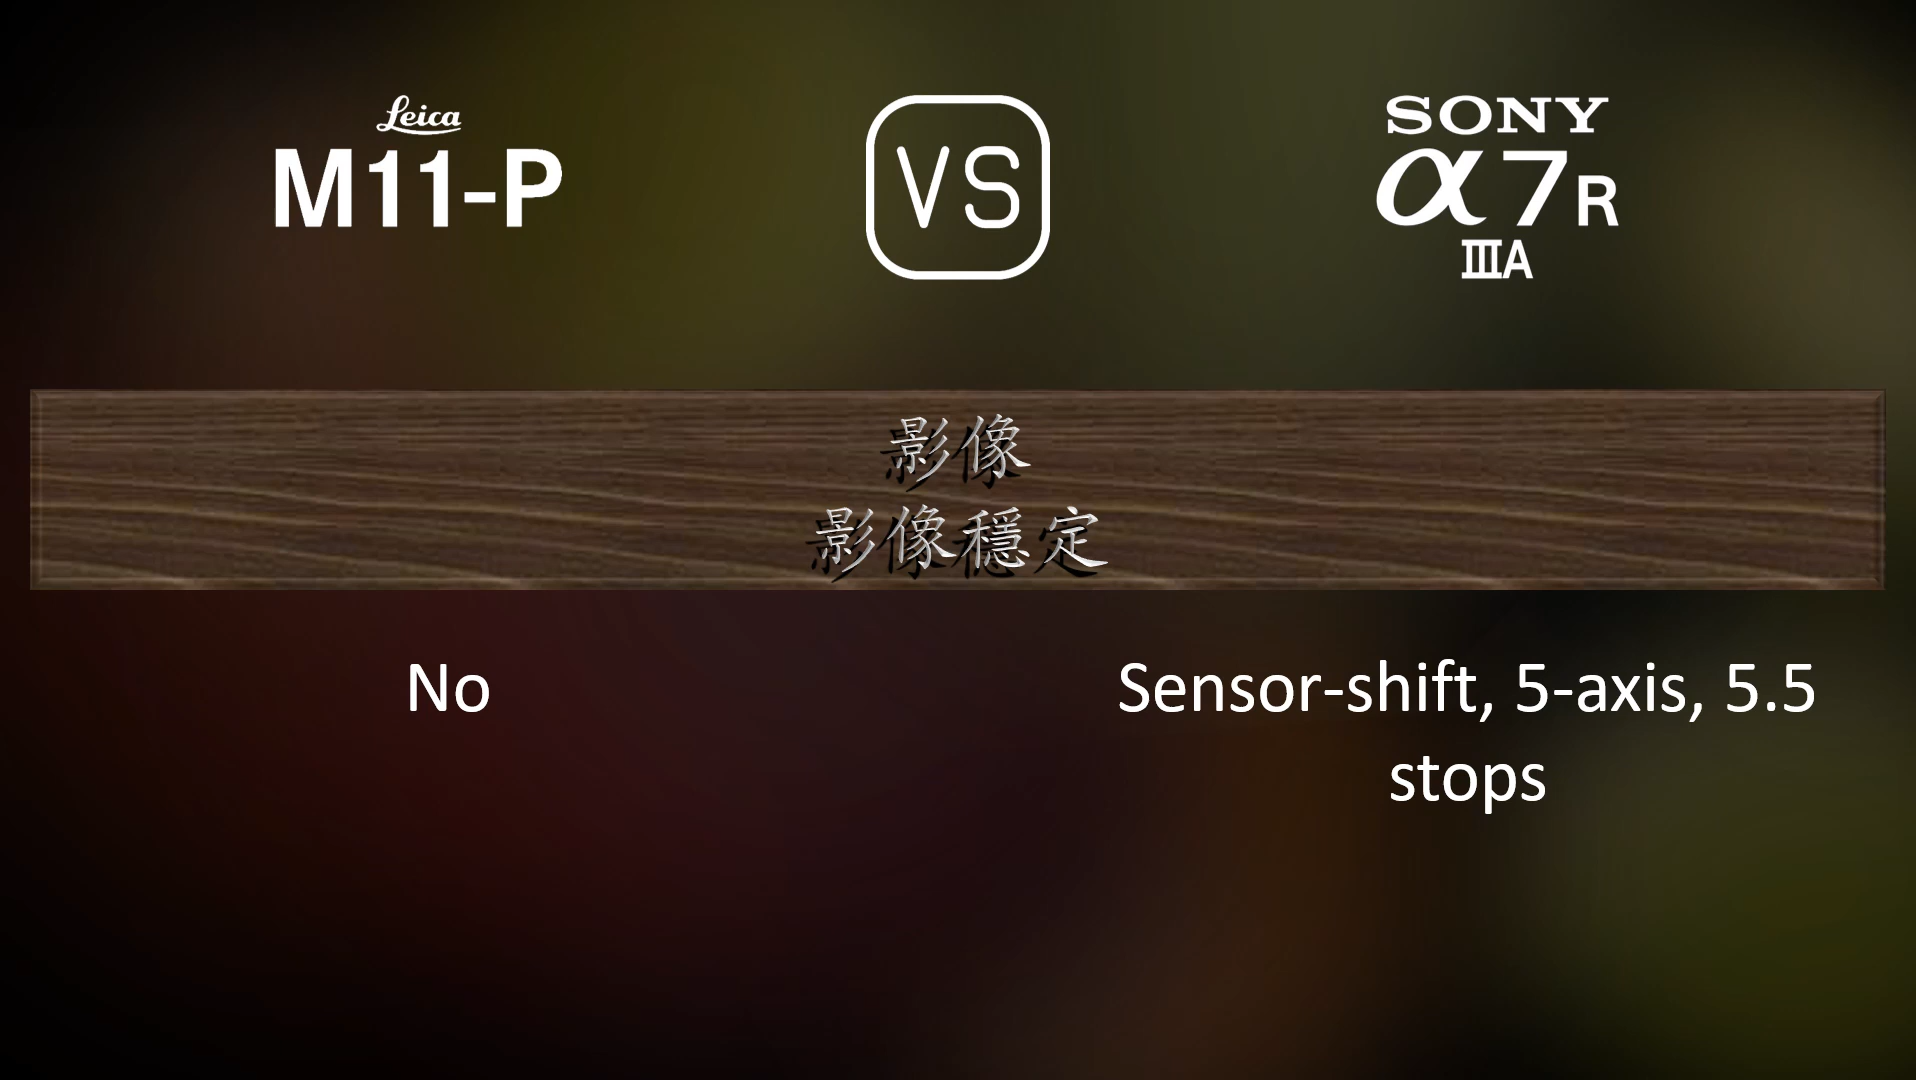 Leica
M11-P
VS
SONY
α7R
IIIA
影像
影像穩定
No
Sensor-shift, 5-axis, 5.5
stops